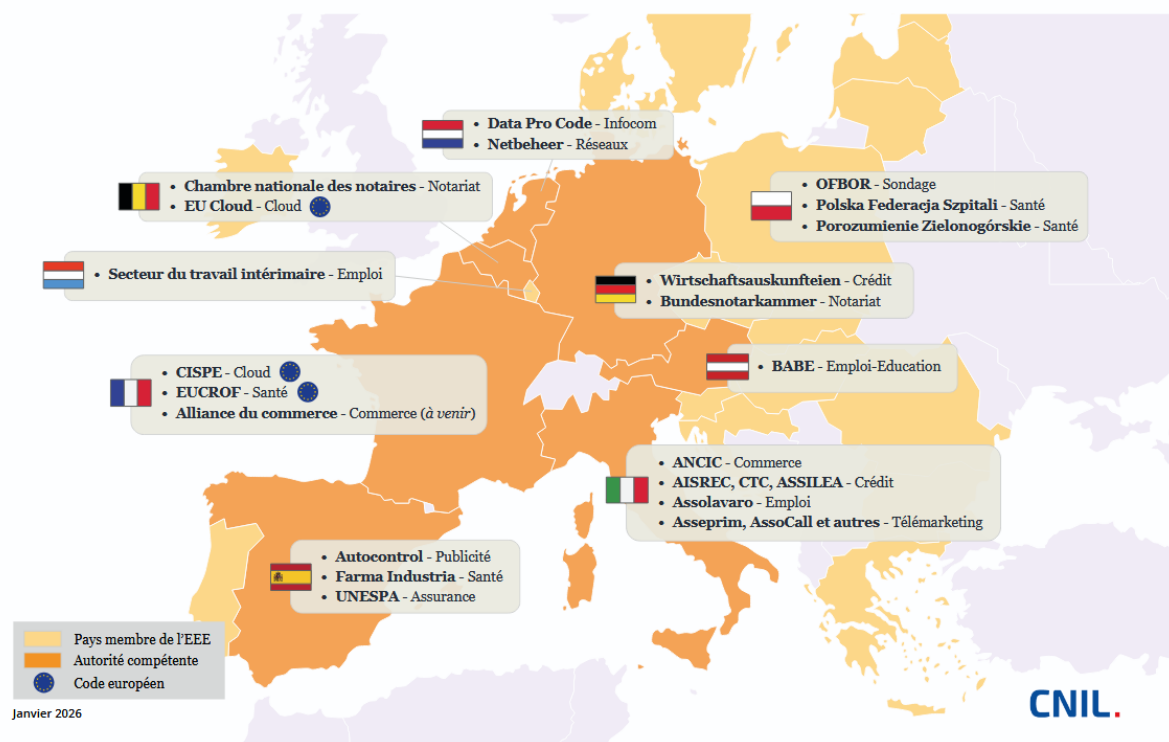 • Data Pro Code - Infocom
• Netbeheer - Réseaux
• Chambre nationale des notaires - Notariat
• EU Cloud - Cloud
• OFBOR - Sondage
• Polska Federacja Szpitali - Santé
• Porozumienie Zielonogórskie - Santé
• Secteur du travail intérimaire - Emploi
• Wirtschaftsauskunfteien - Crédit
• Bundesnotarkammer - Notariat
• CISPE - Cloud
• EUCROF - Santé
• Alliance du commerce - Commerce (à venir)
• BABE - Emploi-Education
• ANCIC - Commerce
• AISREC, CTC, ASSILEA - Crédit
• Assolavaro - Emploi
• Asseprim, AssoCall et autres - Télémarketing
• Autocontrol - Publicité
• Farma Industria - Santé
• UNESPA - Assurance
Pays membre de l'EEE
Autorité compétente
Code européen
Janvier 2026
CNIL.